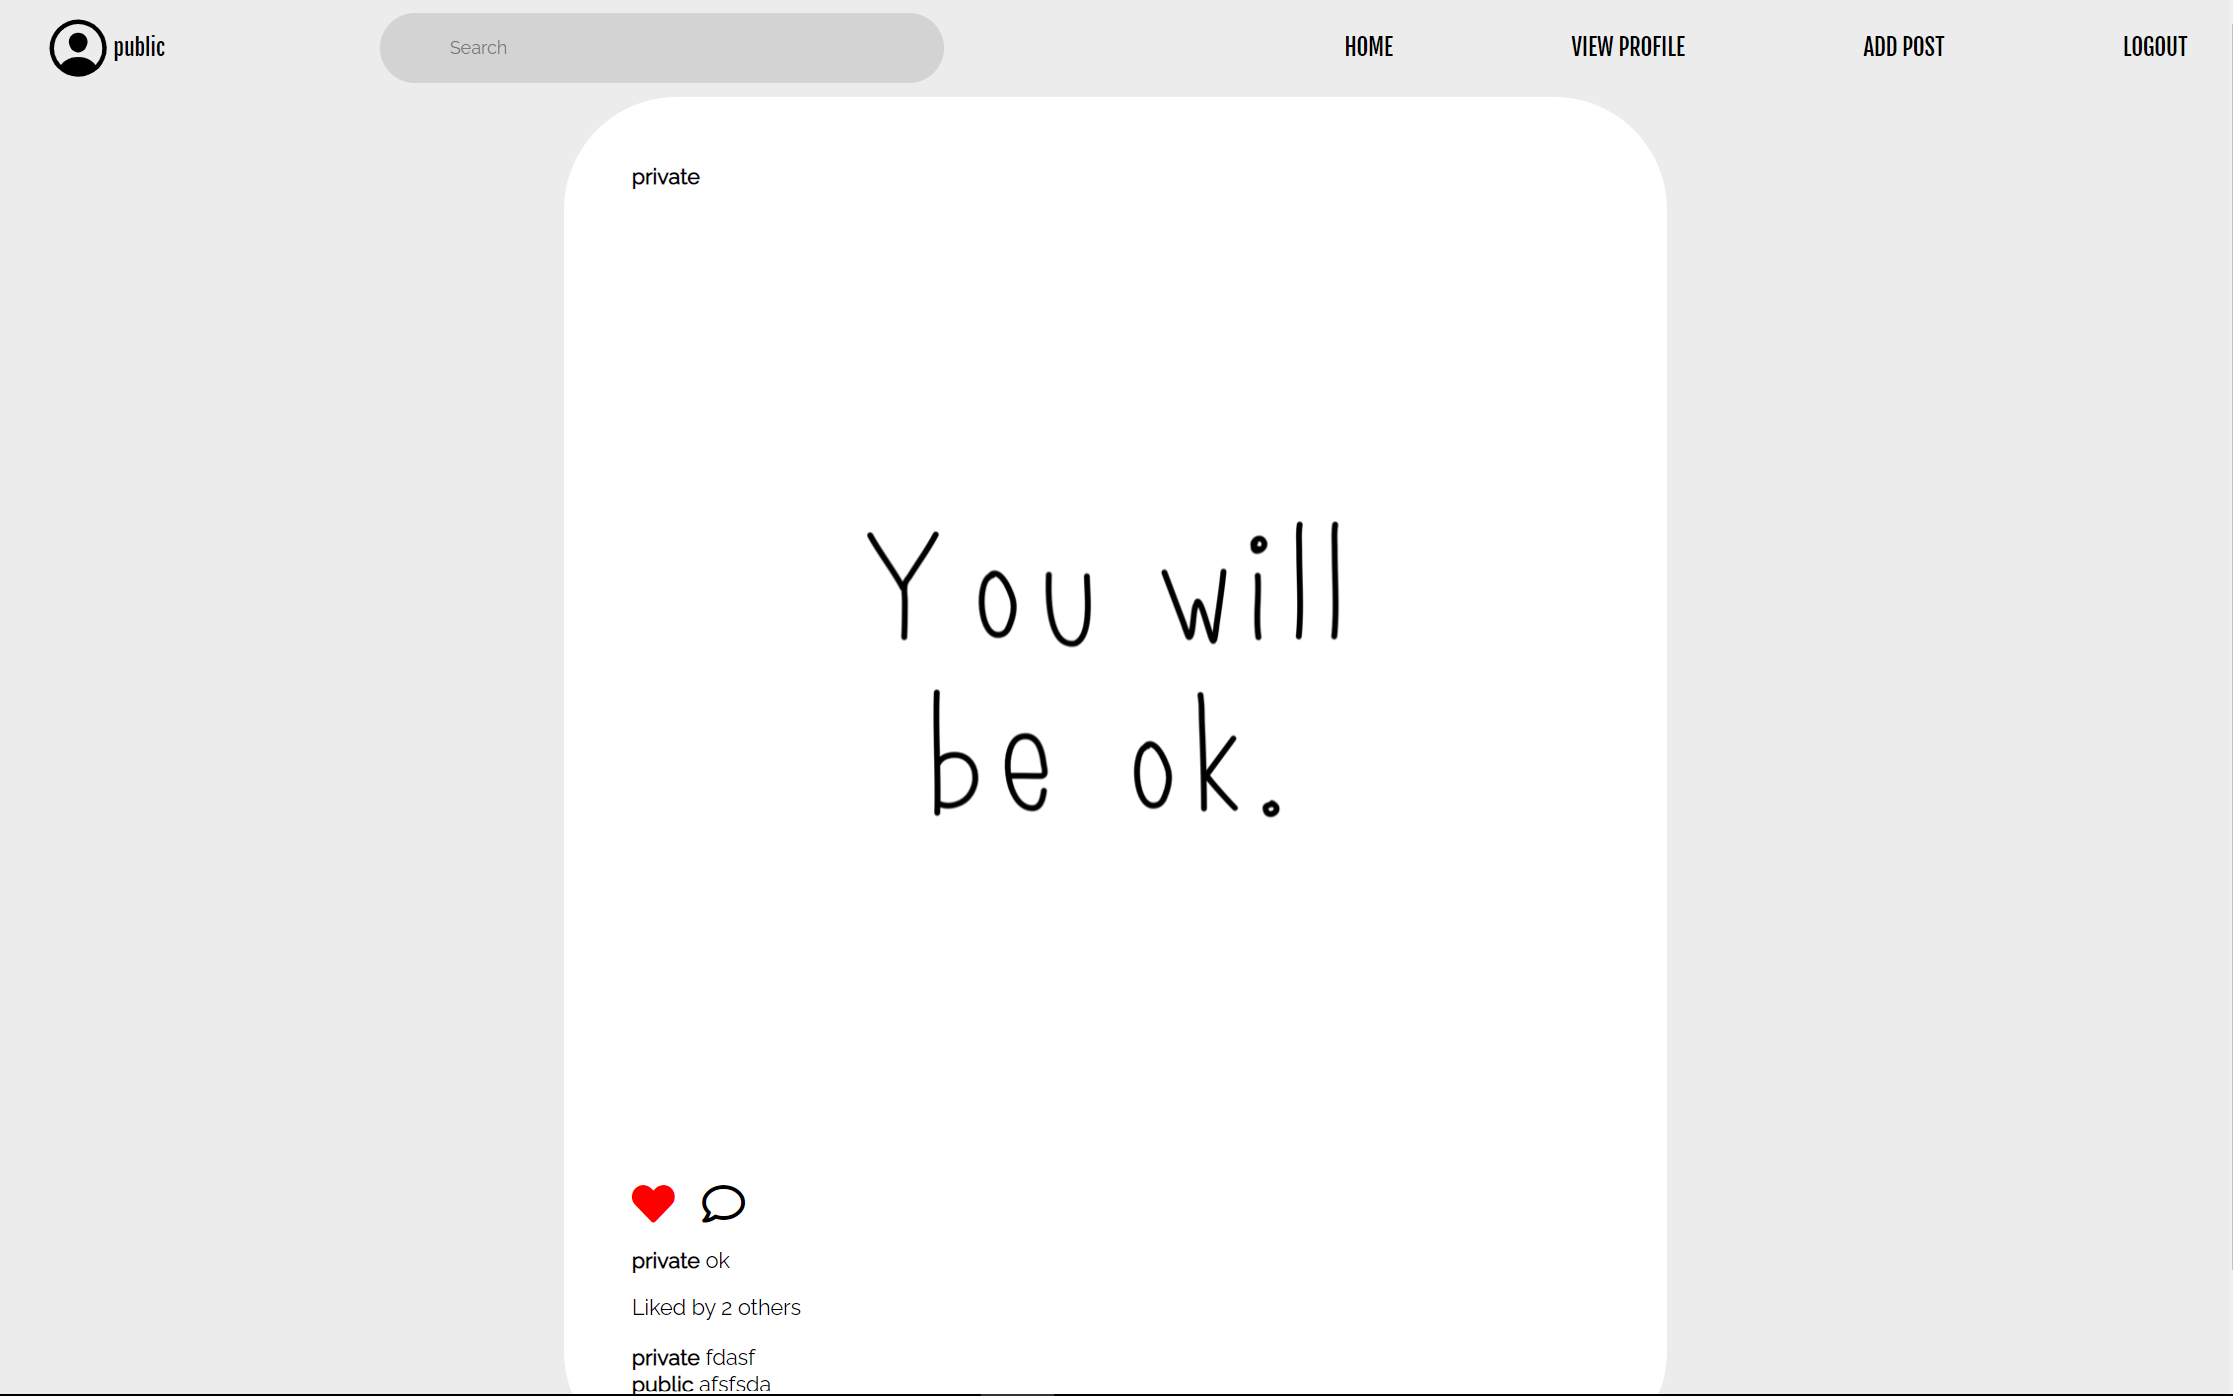 public
Search
HOME
VIEW PROFILE
ADD POST
LOGOUT
private
You will
be ok.
private ok
Liked by 2 others
private fdasf
public afsfsda